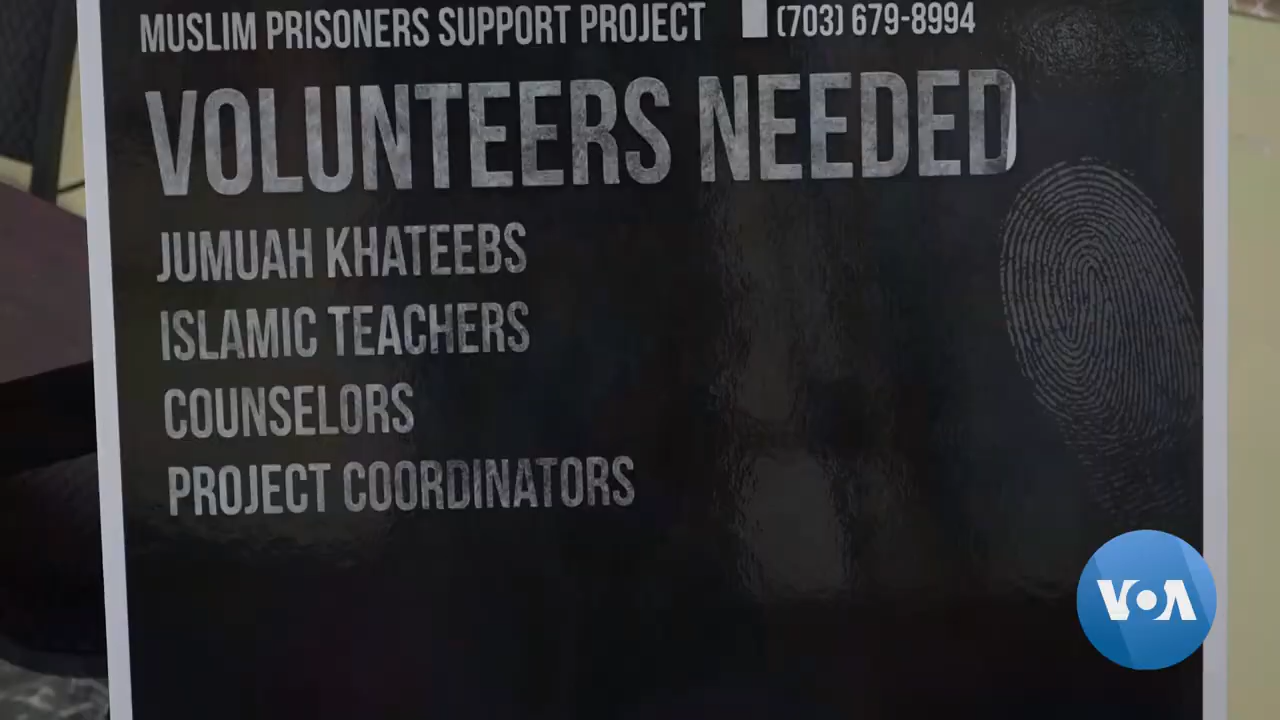 MUSLIM PRISONERS SUPPORT PROJECT (703) 679-8994
VOLUNTEERS NEEDED
JUMUAH KHATEEBS
ISLAMIC TEACHERS
COUNSELORS
PROJECT COORDINATORS
VOA